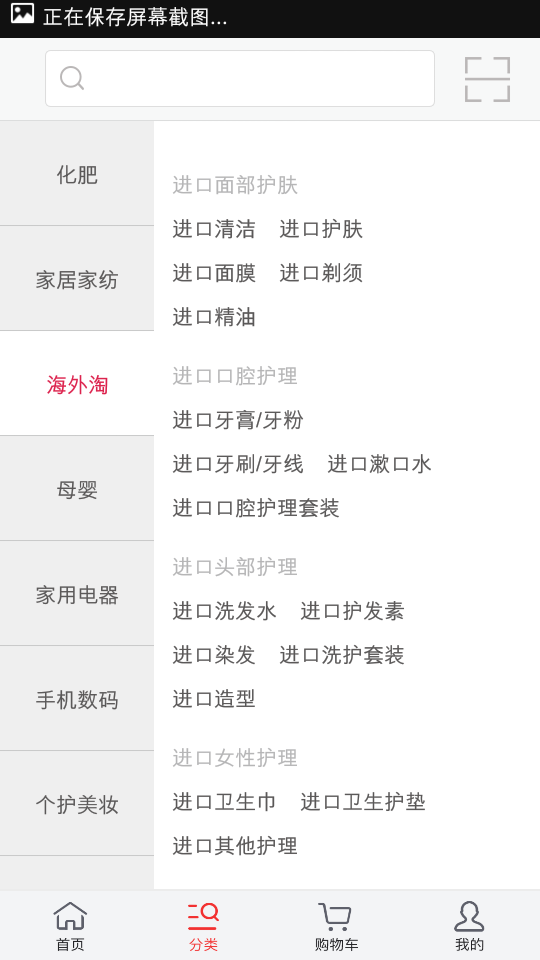 正在保存屏幕截图...
化肥
家居家纺
海外淘
母婴
家用电器
手机数码
个护美妆
进口面部护肤
进口清洁 进口护肤
进口面膜 进口剃须
进口精油
进口口腔护理
进口牙膏/牙粉
进口牙刷/牙线 进口漱口水
进口口腔护理套装
进口头部护理
进口洗发水 进口护发素
进口染发 进口洗护套装
进口造型
进口女性护理
进口卫生巾 进口卫生护垫
进口其他护理
首页 分类 购物车 我的